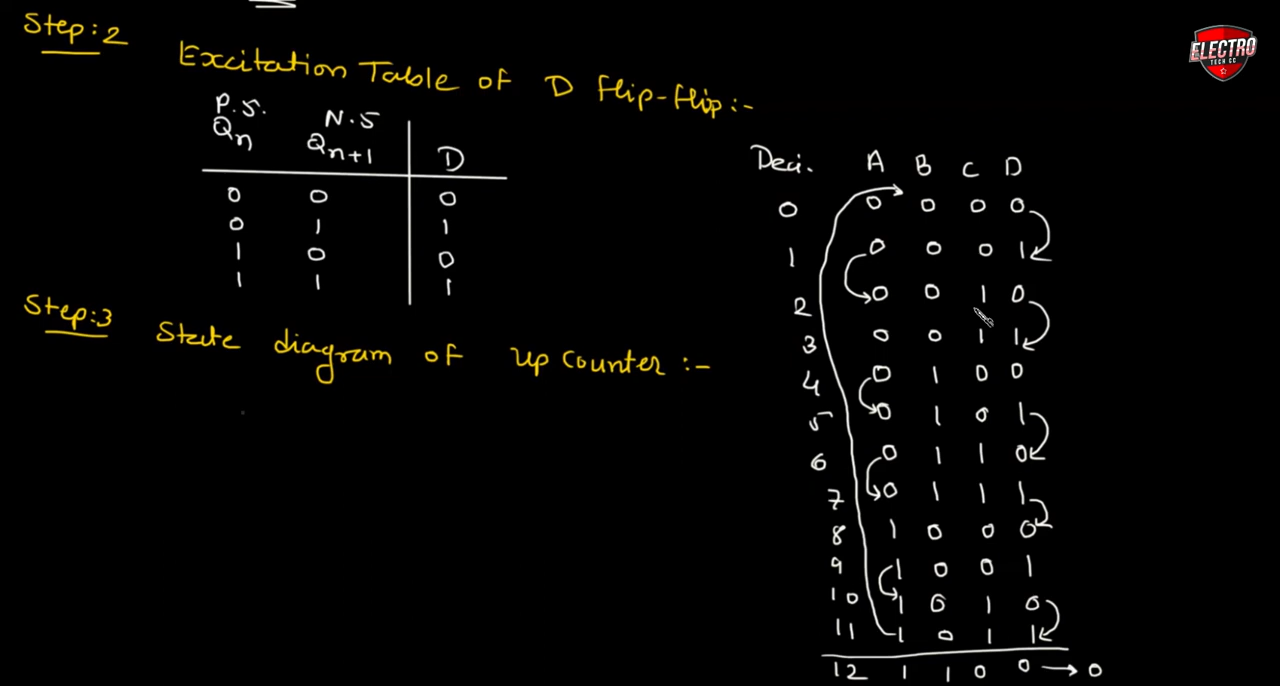 Step:2
Excitation Table of D flip-flip:-
P.S. N.S
Qn Qn+1 D
0 0 0
0 1 1
1 0 0
1 1 1
Step:3
State diagram of up counter:-
Deci. A B C D
0 0 0 0 0
1 0 0 0 1
2 0 0 1 0
3 0 0 1 1
4 0 1 0 0
5 0 1 0 1
6 0 1 1 0
7 0 1 1 1
8 1 0 0 0
9 1 0 0 1
10 1 0 1 0
11 1 0 1 1
12 1 1 0 0 → 0
ELECTRO
TECH CC